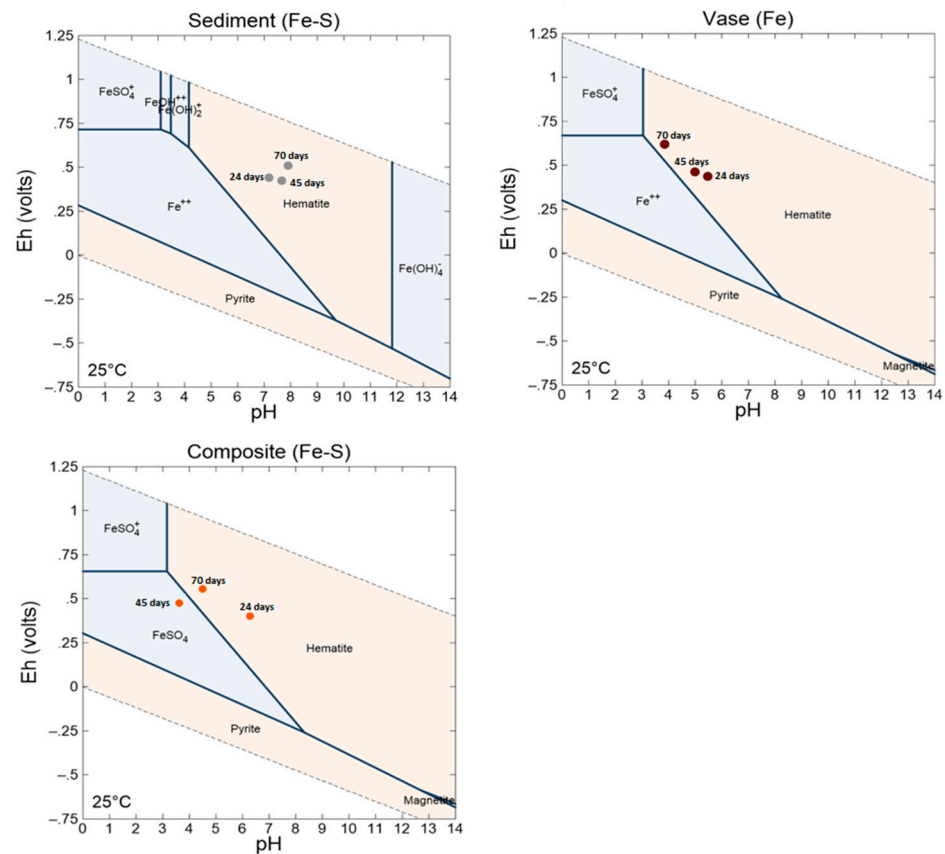 Sediment (Fe-S)
1.25
1
.75
.5
.25
0
–.25
–.5
–.75
Eh (volts)
FeSO₄⁺
FeOH⁺⁺
Fe(OH)₂⁺
70 days
24 days
45 days
Hematite
Fe⁺⁺
Fe(OH)₄⁻
Pyrite
25°C
0 1 2 3 4 5 6 7 8 9 10 11 12 13 14
pH
Vase (Fe)
1.25
1
.75
.5
.25
0
–.25
–.5
–.75
Eh (volts)
FeSO₄⁺
70 days
45 days
24 days
Fe⁺⁺
Hematite
Pyrite
Magnetite
25°C
0 1 2 3 4 5 6 7 8 9 10 11 12 13 14
pH
Composite (Fe-S)
1.25
1
.75
.5
.25
0
–.25
–.5
–.75
Eh (volts)
FeSO₄⁺
70 days
45 days
24 days
FeSO₄
Hematite
Pyrite
Magnetite
25°C
0 1 2 3 4 5 6 7 8 9 10 11 12 13 14
pH